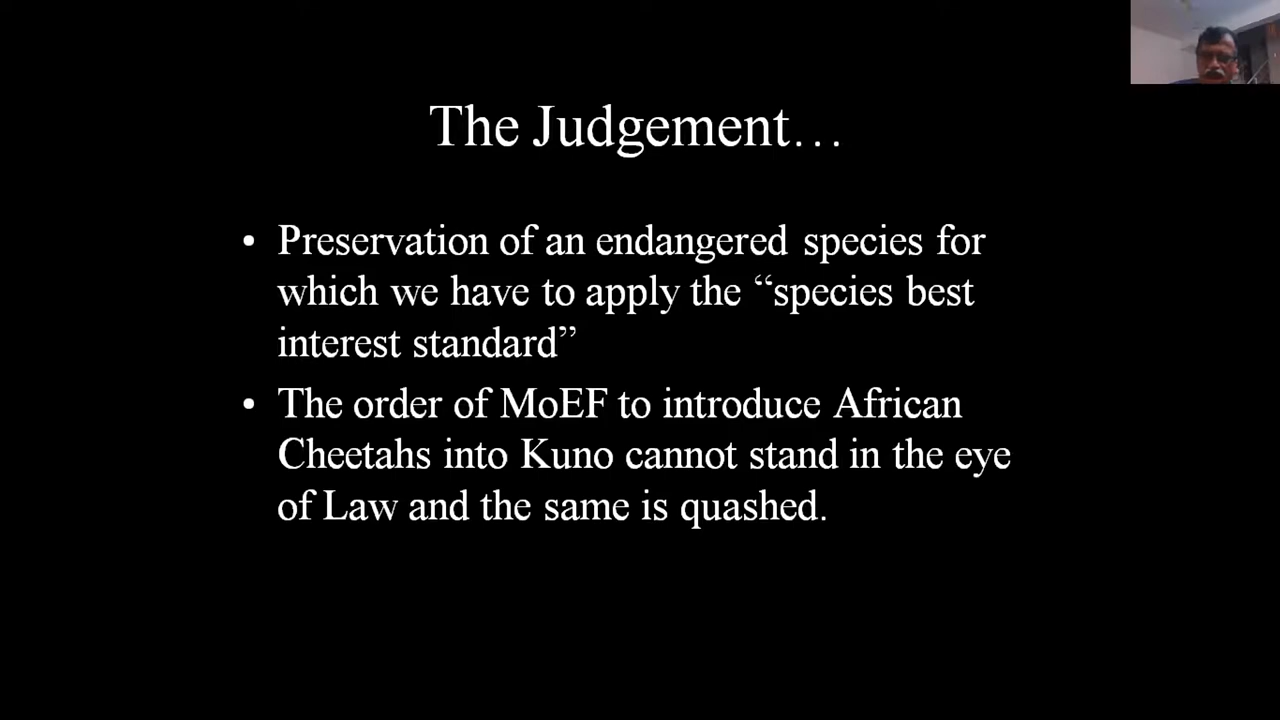 The Judgement…
• Preservation of an endangered species for
which we have to apply the “species best
interest standard”
• The order of MoEF to introduce African
Cheetahs into Kuno cannot stand in the eye
of Law and the same is quashed.